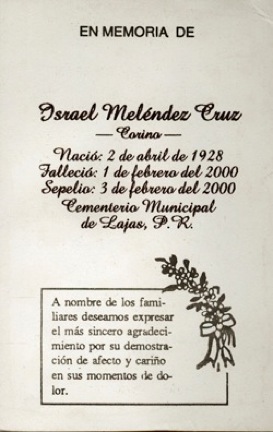 EN MEMORIA DE
Israel Meléndez Cruz
— Corino —
Nació: 2 de abril de 1928
Falleció: 1 de febrero del 2000
Sepelio: 3 de febrero del 2000
Cementerio Municipal
de Lajas, P.R.
A nombre de los fami-
liares deseamos expresar
el más sincero agradeci-
miento por su demostra-
ción de afecto y cariño
en sus momentos de do-
lor.